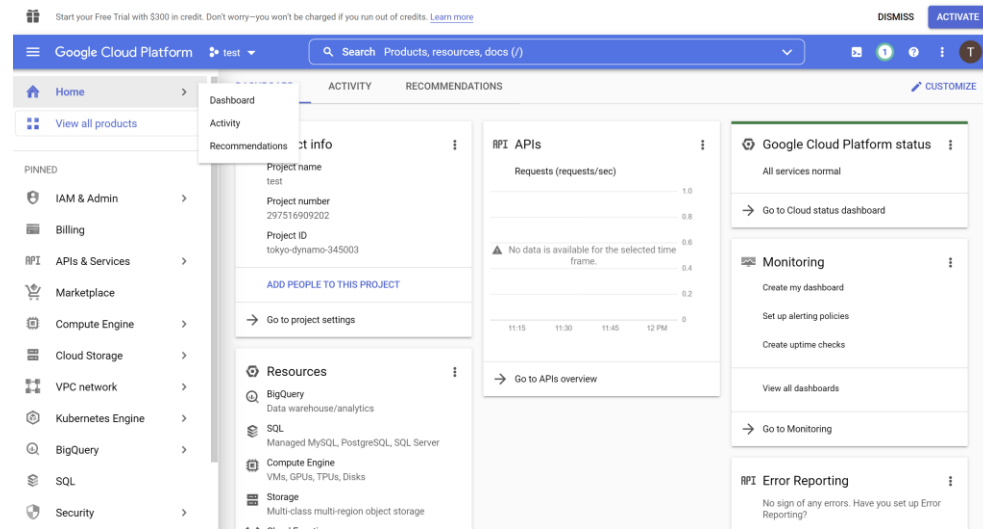 Start your Free Trial with $300 in credit. Don't worry—you won't be charged if you run out of credits. Learn more
DISMISS
ACTIVATE
Google Cloud Platform
test
Search Products, resources, docs (/)
1
T
Home
View all products
PINNED
IAM & Admin
Billing
API APIs & Services
Marketplace
Compute Engine
Cloud Storage
VPC network
Kubernetes Engine
BigQuery
SQL
Security
Dashboard
Activity
Recommendations
ACTIVITY
RECOMMENDATIONS
CUSTOMIZE
ct info
Project name
test
Project number
297516909202
Project ID
tokyo-dynamo-345003
ADD PEOPLE TO THIS PROJECT
Go to project settings
Resources
BigQuery
Data warehouse/analytics
SQL
Managed MySQL, PostgreSQL, SQL Server
Compute Engine
VMs, GPUs, TPUs, Disks
Storage
Multi-class multi-region object storage
API APIs
Requests (requests/sec)
1.0
0.8
0.6
0.4
0.2
0
No data is available for the selected time
frame.
11:15
11:30
11:45
12 PM
Go to APIs overview
Google Cloud Platform status
All services normal
Go to Cloud status dashboard
Monitoring
Create my dashboard
Set up alerting policies
Create uptime checks
View all dashboards
Go to Monitoring
API Error Reporting
No sign of any errors. Have you set up Error
Reporting?